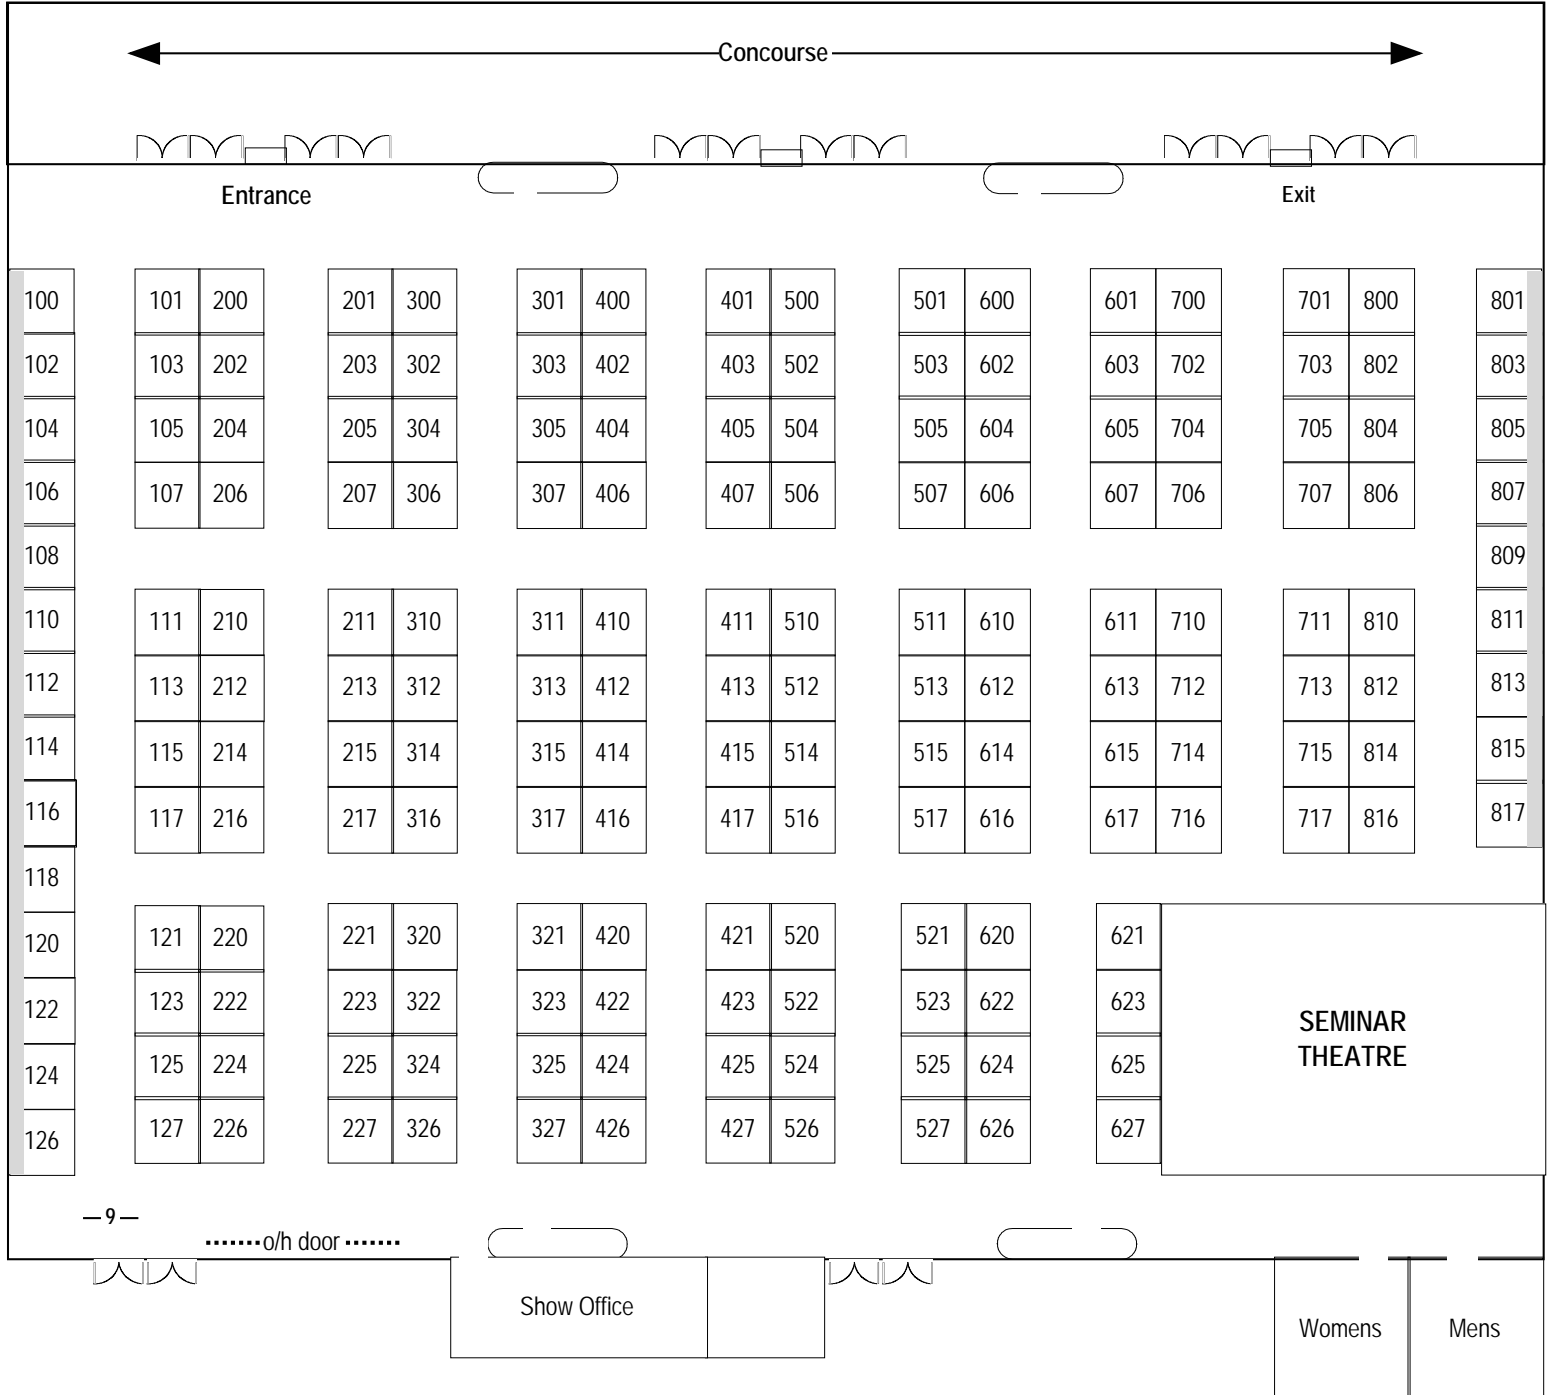 Concourse
Entrance Exit
100 101 200 201 300 301 400 401 500 501 600 601 700 701 800 801
102 103 202 203 302 303 402 403 502 503 602 603 702 703 802 803
104 105 204 205 304 305 404 405 504 505 604 605 704 705 804 805
106 107 206 207 306 307 406 407 506 507 606 607 706 707 806 807
108 809
110 111 210 211 310 311 410 411 510 511 610 611 710 711 810 811
112 113 212 213 312 313 412 413 512 513 612 613 712 713 812 813
114 115 214 215 314 315 414 415 514 515 614 615 714 715 814 815
116 117 216 217 316 317 416 417 516 517 616 617 716 717 816 817
118
120 121 220 221 320 321 420 421 520 521 620 621
122 123 222 223 322 323 422 423 522 523 622 623
SEMINAR
THEATRE
124 125 224 225 324 325 424 425 524 525 624 625
126 127 226 227 326 327 426 427 526 527 626 627
9
o/h door
Show Office
Womens Mens